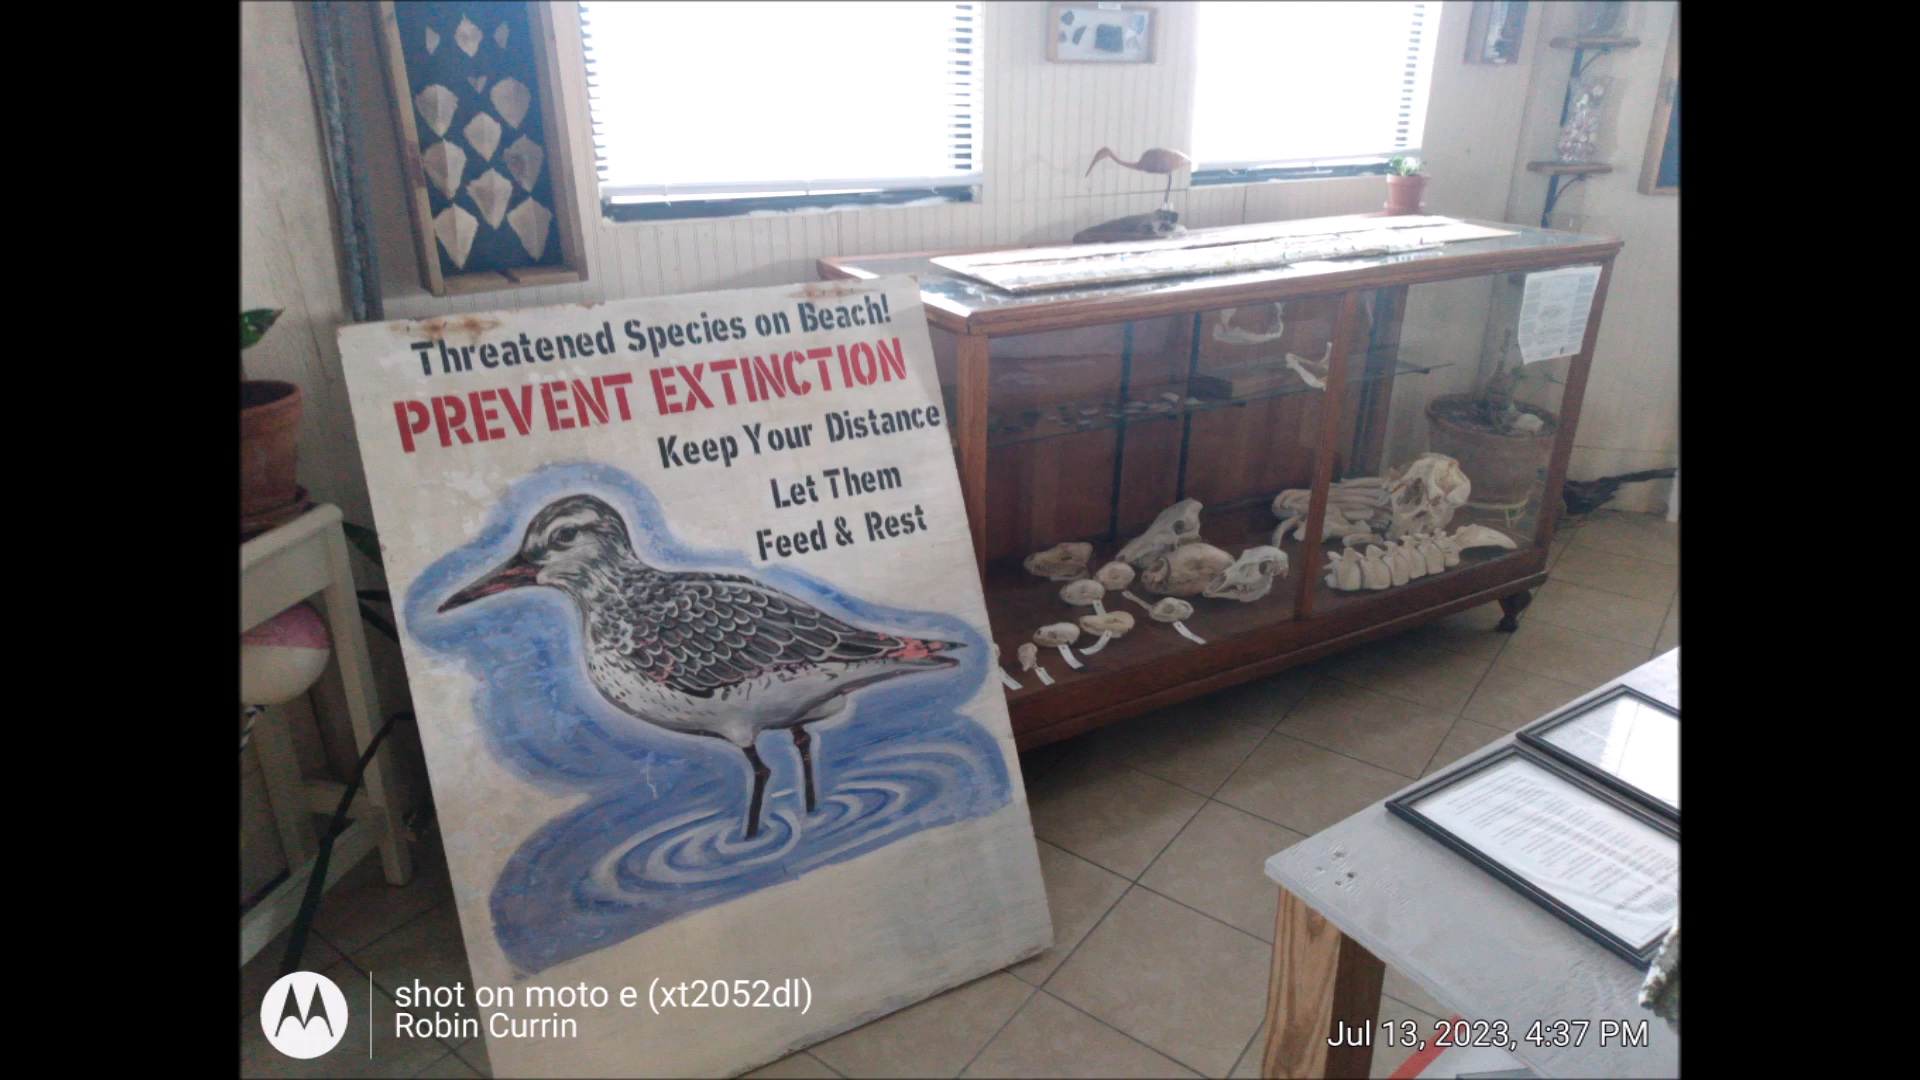 Threatened Species on Beach!
PREVENT EXTINCTION
Keep Your Distance
Let Them
Feed & Rest
shot on moto e (xt2052dl)
Robin Currin
Jul 13, 2023, 4:37 PM